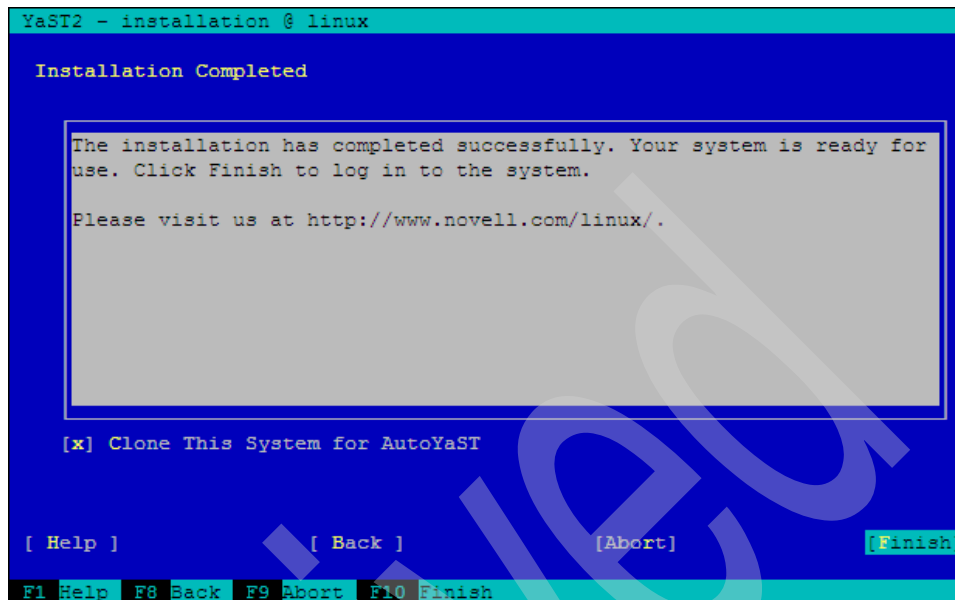 YaST2 - installation @ linux
Installation Completed
The installation has completed successfully. Your system is ready for
use. Click Finish to log in to the system.
Please visit us at http://www.novell.com/linux/.
[x] Clone This System for AutoYaST
[ Help ] [ Back ] [Abort] [Finish
F1 Help F8 Back F9 Abort F10 Finish